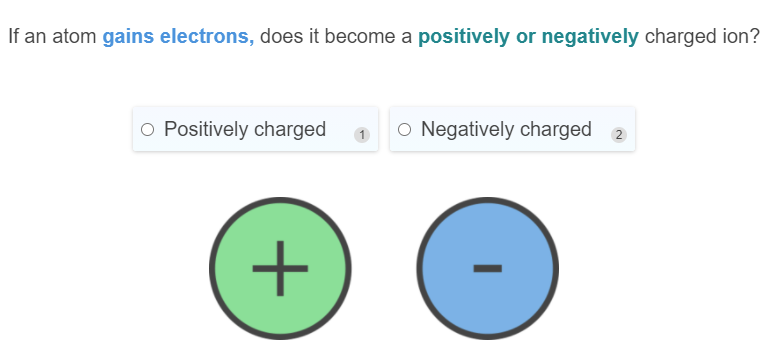 If an atom gains electrons, does it become a positively or negatively charged ion?
Positively charged 1 Negatively charged 2
+ -